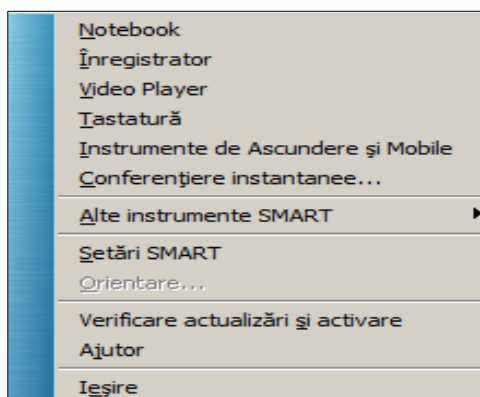 Notebook
Înregistrator
Video Player
Tastatură
Instrumente de Ascundere şi Mobile
Conferenţiere instantanee...
Alte instrumente SMART
Setări SMART
Orientare...
Verificare actualizări şi activare
Ajutor
Ieşire